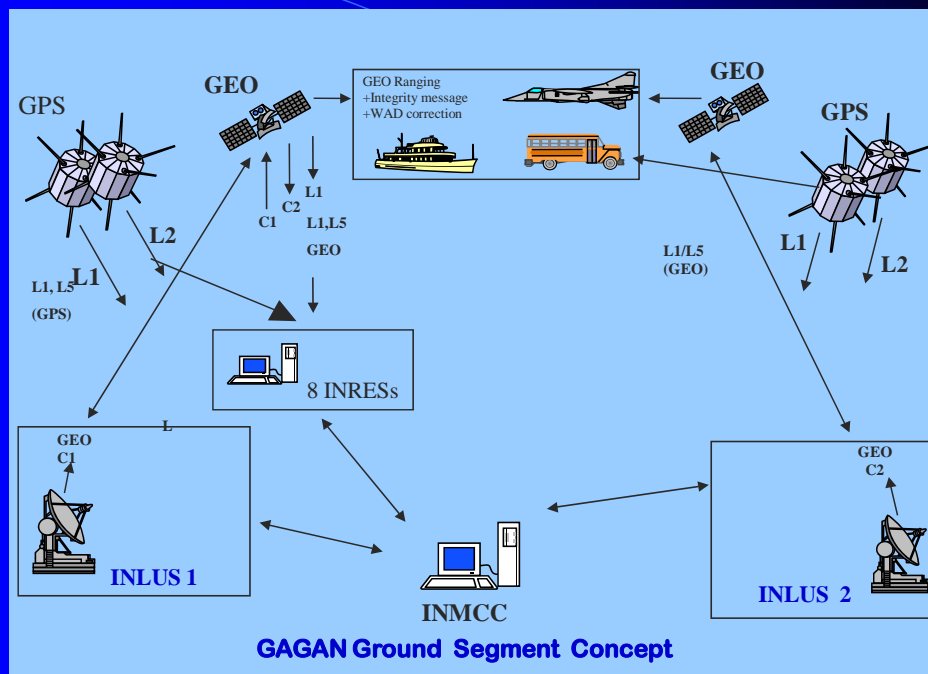 GEO
GEO Ranging
+Integrity message
+WAD correction
GEO
GPS
GPS
L1
C2
C1
L1,L5
GEO
L2
L1
L1, L5
(GPS)
L1/L5
(GEO)
L1
L2
8 INRESs
L
GEO
C1
INLUS 1
INMCC
GEO
C2
INLUS 2
GAGAN Ground Segment Concept